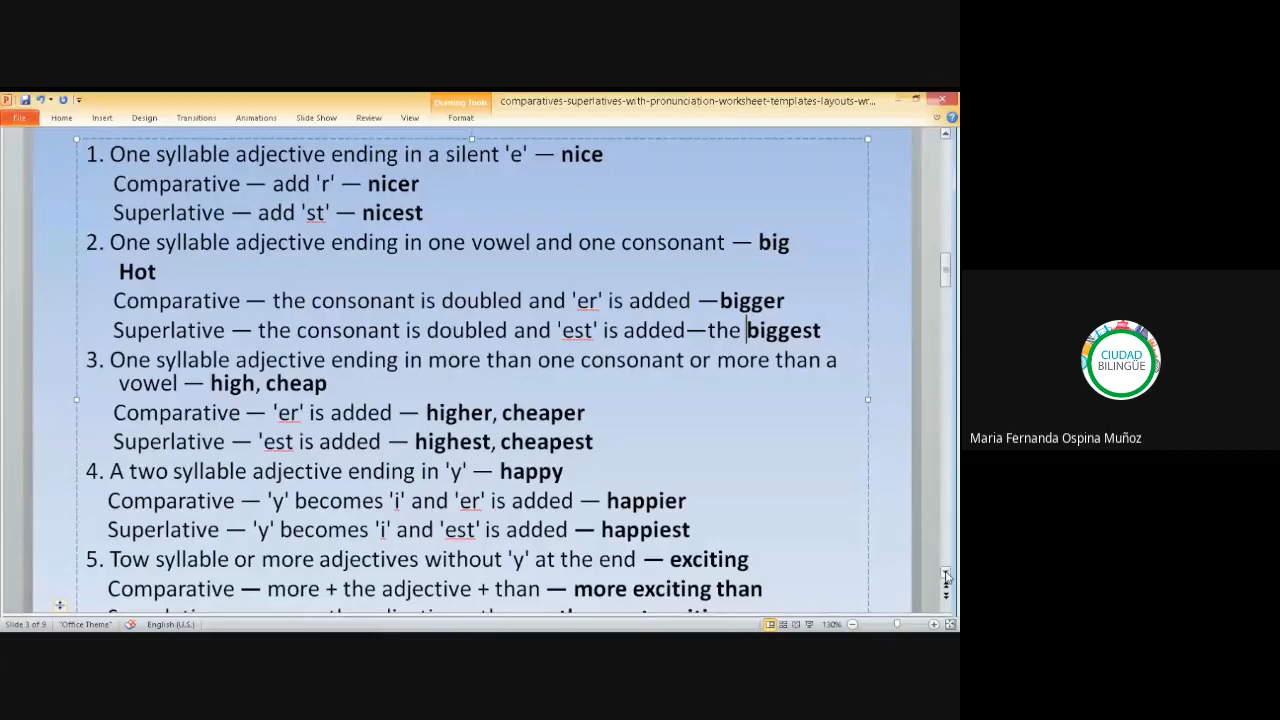 Drawing Tools
comparatives-superlatives-with-pronunciation-worksheet-templates-layouts-wr...
File Home Insert Design Transitions Animations Slide Show Review View Format
1. One syllable adjective ending in a silent 'e' — nice
Comparative — add 'r' — nicer
Superlative — add 'st' — nicest
2. One syllable adjective ending in one vowel and one consonant — big
Hot
Comparative — the consonant is doubled and 'er' is added —bigger
Superlative — the consonant is doubled and 'est' is added—the biggest
3. One syllable adjective ending in more than one consonant or more than a
vowel — high, cheap
Comparative — 'er' is added — higher, cheaper
Superlative — 'est is added — highest, cheapest
4. A two syllable adjective ending in 'y' — happy
Comparative — 'y' becomes 'i' and 'er' is added — happier
Superlative — 'y' becomes 'i' and 'est' is added — happiest
5. Tow syllable or more adjectives without 'y' at the end — exciting
Comparative — more + the adjective + than — more exciting than
Slide 3 of 9 "Office Theme" English (U.S.) 130%
CIUDAD
BILINGÜE
Maria Fernanda Ospina Muñoz